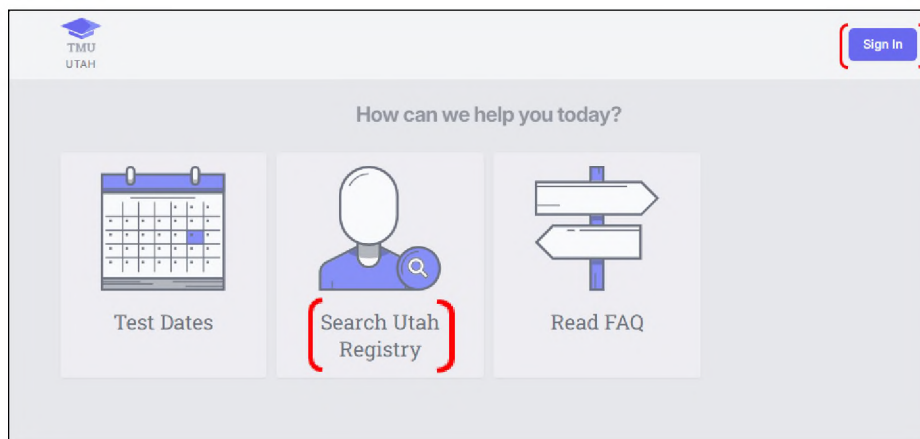 TMU
UTAH
Sign In
How can we help you today?
Test Dates
Search Utah
Registry
Read FAQ